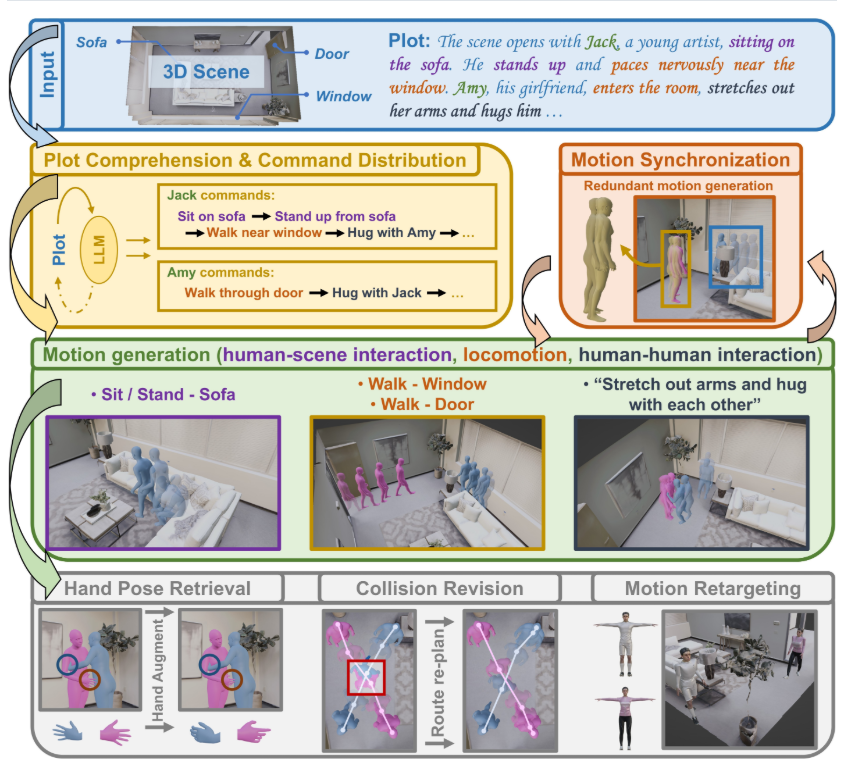 Input
Sofa
3D Scene
Door
Window
Plot: The scene opens with Jack, a young artist, sitting on
the sofa. He stands up and paces nervously near the
window. Amy, his girlfriend, enters the room, stretches out
her arms and hugs him …
Plot Comprehension & Command Distribution
Plot
LLM
Jack commands:
Sit on sofa → Stand up from sofa
→ Walk near window → Hug with Amy → …
Amy commands:
Walk through door → Hug with Jack → …
Motion Synchronization
Redundant motion generation
Motion generation (human-scene interaction, locomotion, human-human interaction)
• Sit / Stand - Sofa
• Walk - Window
• Walk - Door
• “Stretch out arms and hug
with each other”
Hand Pose Retrieval
Hand Augment
Collision Revision
Route re-plan
Motion Retargeting